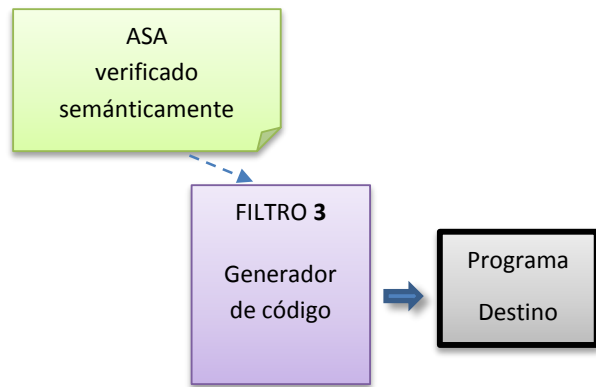 ASA
verificado
semánticamente
FILTRO 3
Generador
de código
Programa
Destino